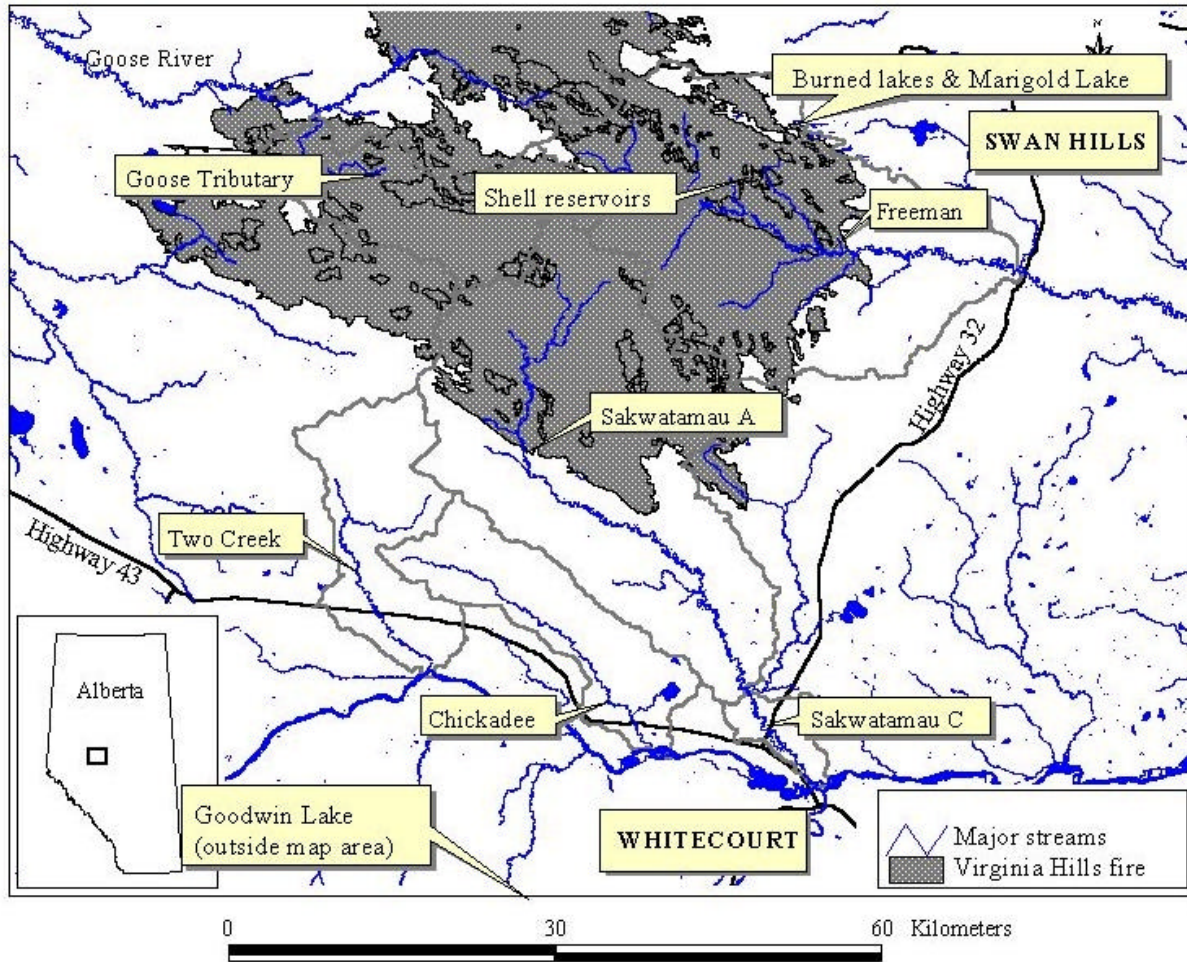 N
Goose River
Burned lakes & Marigold Lake
SWAN HILLS
Goose Tributary
Shell reservoirs
Freeman
Highway 32
Sakwatamau A
Two Creek
Highway 43
Alberta
Chickadee
Sakwatamau C
Goodwin Lake
(outside map area)
WHITECOURT
Major streams
Virginia Hills fire
0 30 60 Kilometers